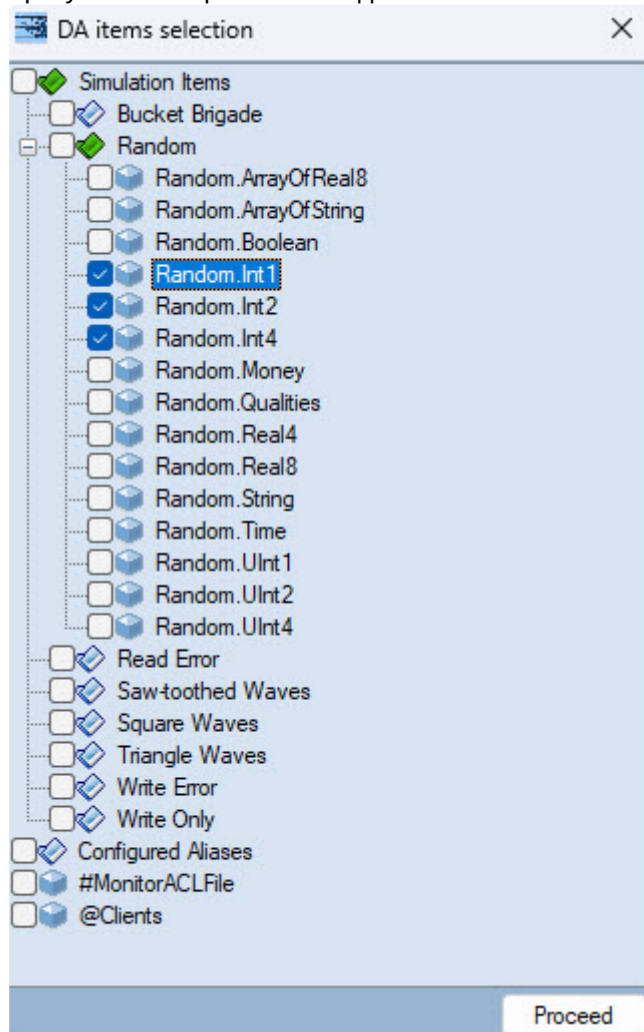 DA items selection
Simulation Items
Bucket Brigade
Random
Random.ArrayOfReal8
Random.ArrayOfString
Random.Boolean
Random.Int1
Random.Int2
Random.Int4
Random.Money
Random.Qualities
Random.Real4
Random.Real8
Random.String
Random.Time
Random.UInt1
Random.UInt2
Random.UInt4
Read Error
Saw-toothed Waves
Square Waves
Triangle Waves
Write Error
Write Only
Configured Aliases
#MonitorACLFile
@Clients
Proceed